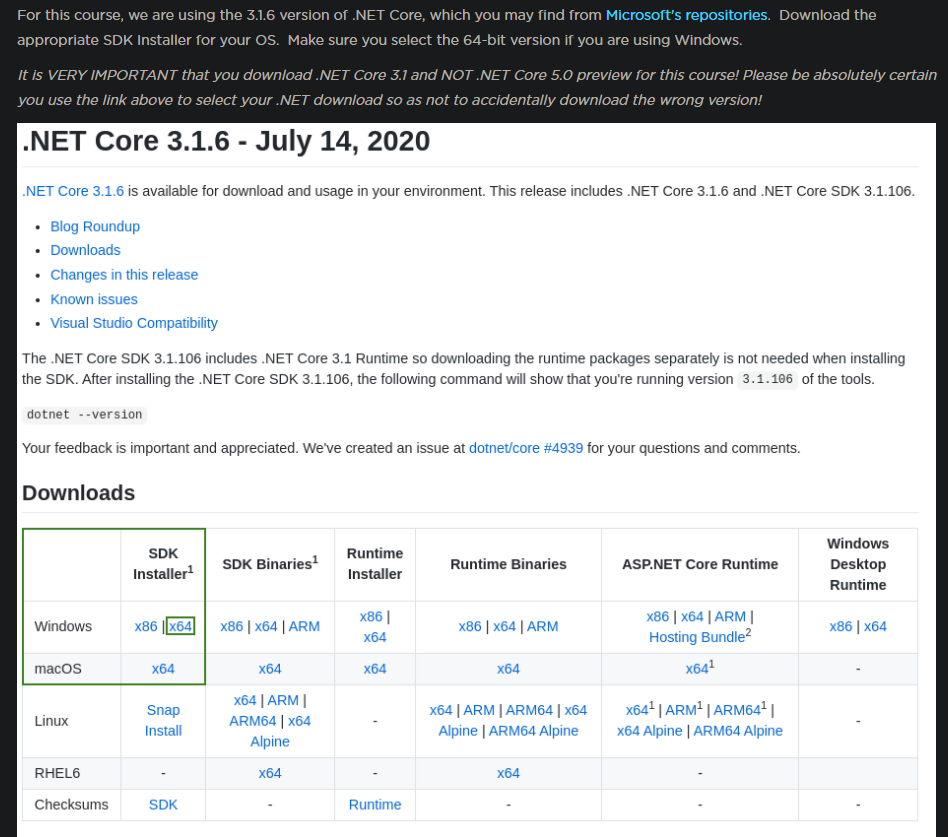 For this course, we are using the 3.1.6 version of .NET Core, which you may find from Microsoft's repositories.  Download the
appropriate SDK Installer for your OS.  Make sure you select the 64-bit version if you are using Windows.
It is VERY IMPORTANT that you download .NET Core 3.1 and NOT .NET Core 5.0 preview for this course! Please be absolutely certain
you use the link above to select your .NET download so as not to accidentally download the wrong version!
.NET Core 3.1.6 - July 14, 2020
.NET Core 3.1.6 is available for download and usage in your environment. This release includes .NET Core 3.1.6 and .NET Core SDK 3.1.106.
• Blog Roundup
• Downloads
• Changes in this release
• Known issues
• Visual Studio Compatibility
The .NET Core SDK 3.1.106 includes .NET Core 3.1 Runtime so downloading the runtime packages separately is not needed when installing
the SDK. After installing the .NET Core SDK 3.1.106, the following command will show that you're running version 3.1.106 of the tools.
dotnet --version
Your feedback is important and appreciated. We've created an issue at dotnet/core #4939 for your questions and comments.
Downloads
SDK
Installer1
SDK Binaries1
Runtime
Installer
Runtime Binaries
ASP.NET Core Runtime
Windows
Desktop
Runtime
Windows
x86 | x64
x86 | x64 | ARM
x86 |
x64
x86 | x64 | ARM
x86 | x64 | ARM |
Hosting Bundle2
x86 | x64
macOS
x64
x64
x64
x64
x641
-
Linux
Snap
Install
x64 | ARM |
ARM64 | x64
Alpine
-
x64 | ARM | ARM64 | x64
Alpine | ARM64 Alpine
x641 | ARM1 | ARM641 |
x64 Alpine | ARM64 Alpine
-
RHEL6
-
x64
-
x64
-
Checksums
SDK
-
Runtime
-
-
-